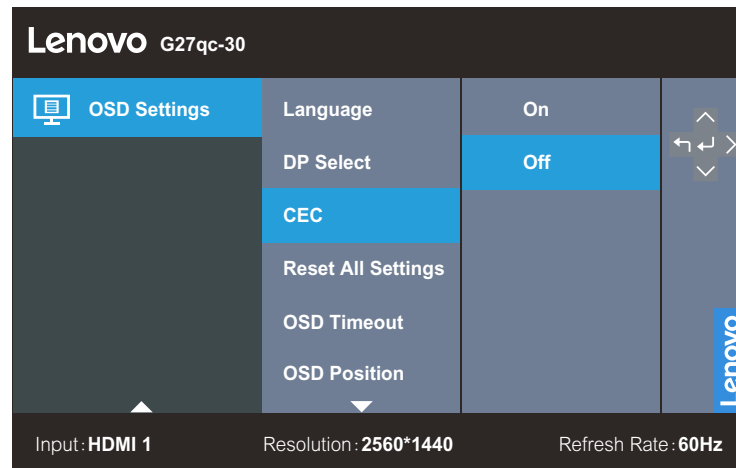 Lenovo G27qc-30
OSD Settings
Language
DP Select
CEC
Reset All Settings
OSD Timeout
OSD Position
On
Off
Lenovo
Input:HDMI 1
Resolution:2560*1440
Refresh Rate:60Hz